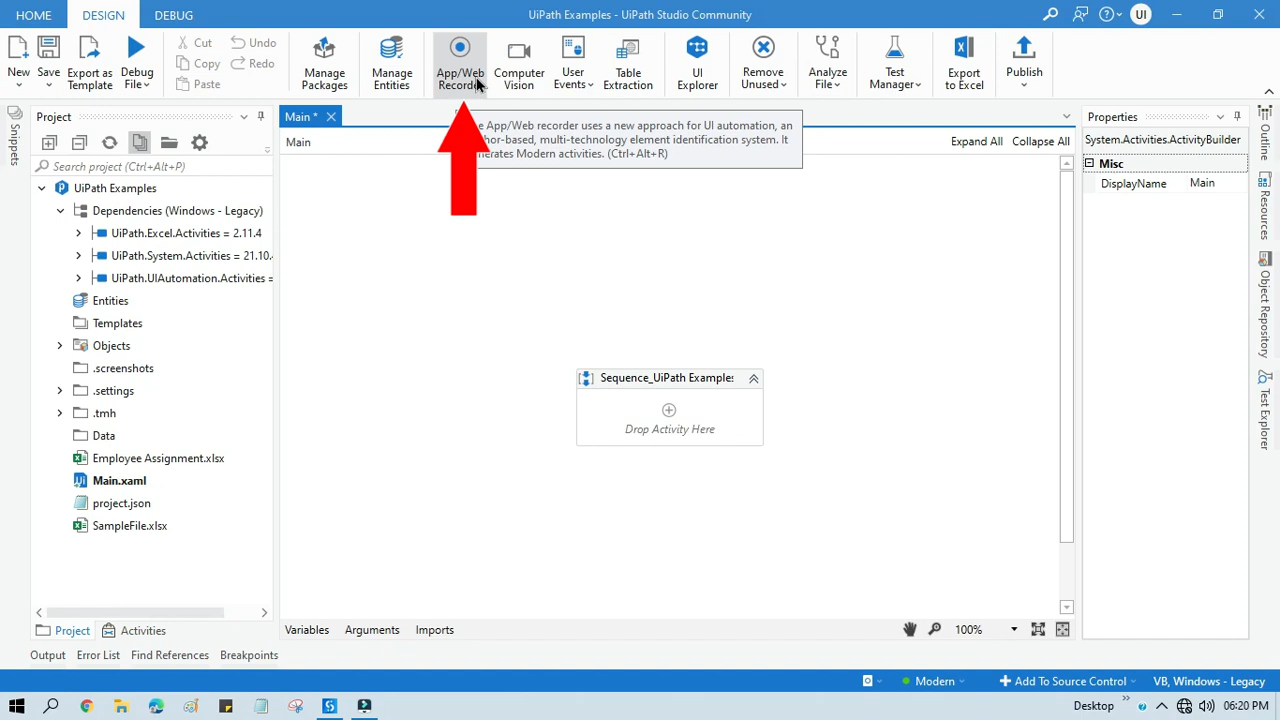 HOME
DESIGN
DEBUG
UiPath Examples - UiPath Studio Community
UI
New
Save
Export as
Template
Debug
File
Cut
Copy
Paste
Undo
Redo
Manage
Packages
Manage
Entities
App/Web
Recorder
Computer
Vision
User
Events
Table
Extraction
UI
Explorer
Remove
Unused
Analyze
File
Test
Manager
Export
to Excel
Publish
App/Web recorder uses a new approach for UI automation, an
multi-technology element identification system. It
Modern activities. (Ctrl+Alt+R)
Snippets
Project
Search project (Ctrl+Alt+P)
UiPath Examples
Dependencies (Windows - Legacy)
UiPath.Excel.Activities = 2.11.4
UiPath.System.Activities = 21.10.
UiPath.UIAutomation.Activities =
Entities
Templates
Objects
.screenshots
.settings
.tmh
Data
Employee Assignment.xlsx
Main.xaml
project.json
SampleFile.xlsx
Project
Activities
Main *
Main
Expand All
Collapse All
Sequence_UiPath Examples
Drop Activity Here
Variables
Arguments
Imports
100%
Properties
System.Activities.ActivityBuilder
Misc
DisplayName
Main
Outline
Resources
Object Repository
Test Explorer
Output
Error List
Find References
Breakpoints
Modern
Add To Source Control
VB, Windows - Legacy
Desktop
06:20 PM